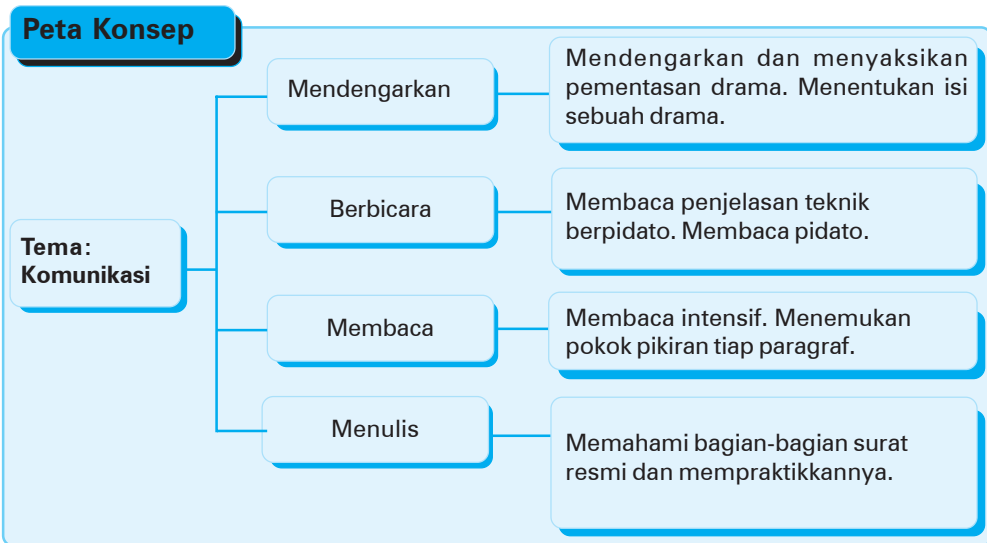 Peta Konsep
Mendengarkan
Mendengarkan dan menyaksikan
pementasan drama. Menentukan isi
sebuah drama.
Berbicara
Membaca penjelasan teknik
berpidato. Membaca pidato.
Tema:
Komunikasi
Membaca
Membaca intensif. Menemukan
pokok pikiran tiap paragraf.
Menulis
Memahami bagian-bagian surat
resmi dan mempraktikkannya.